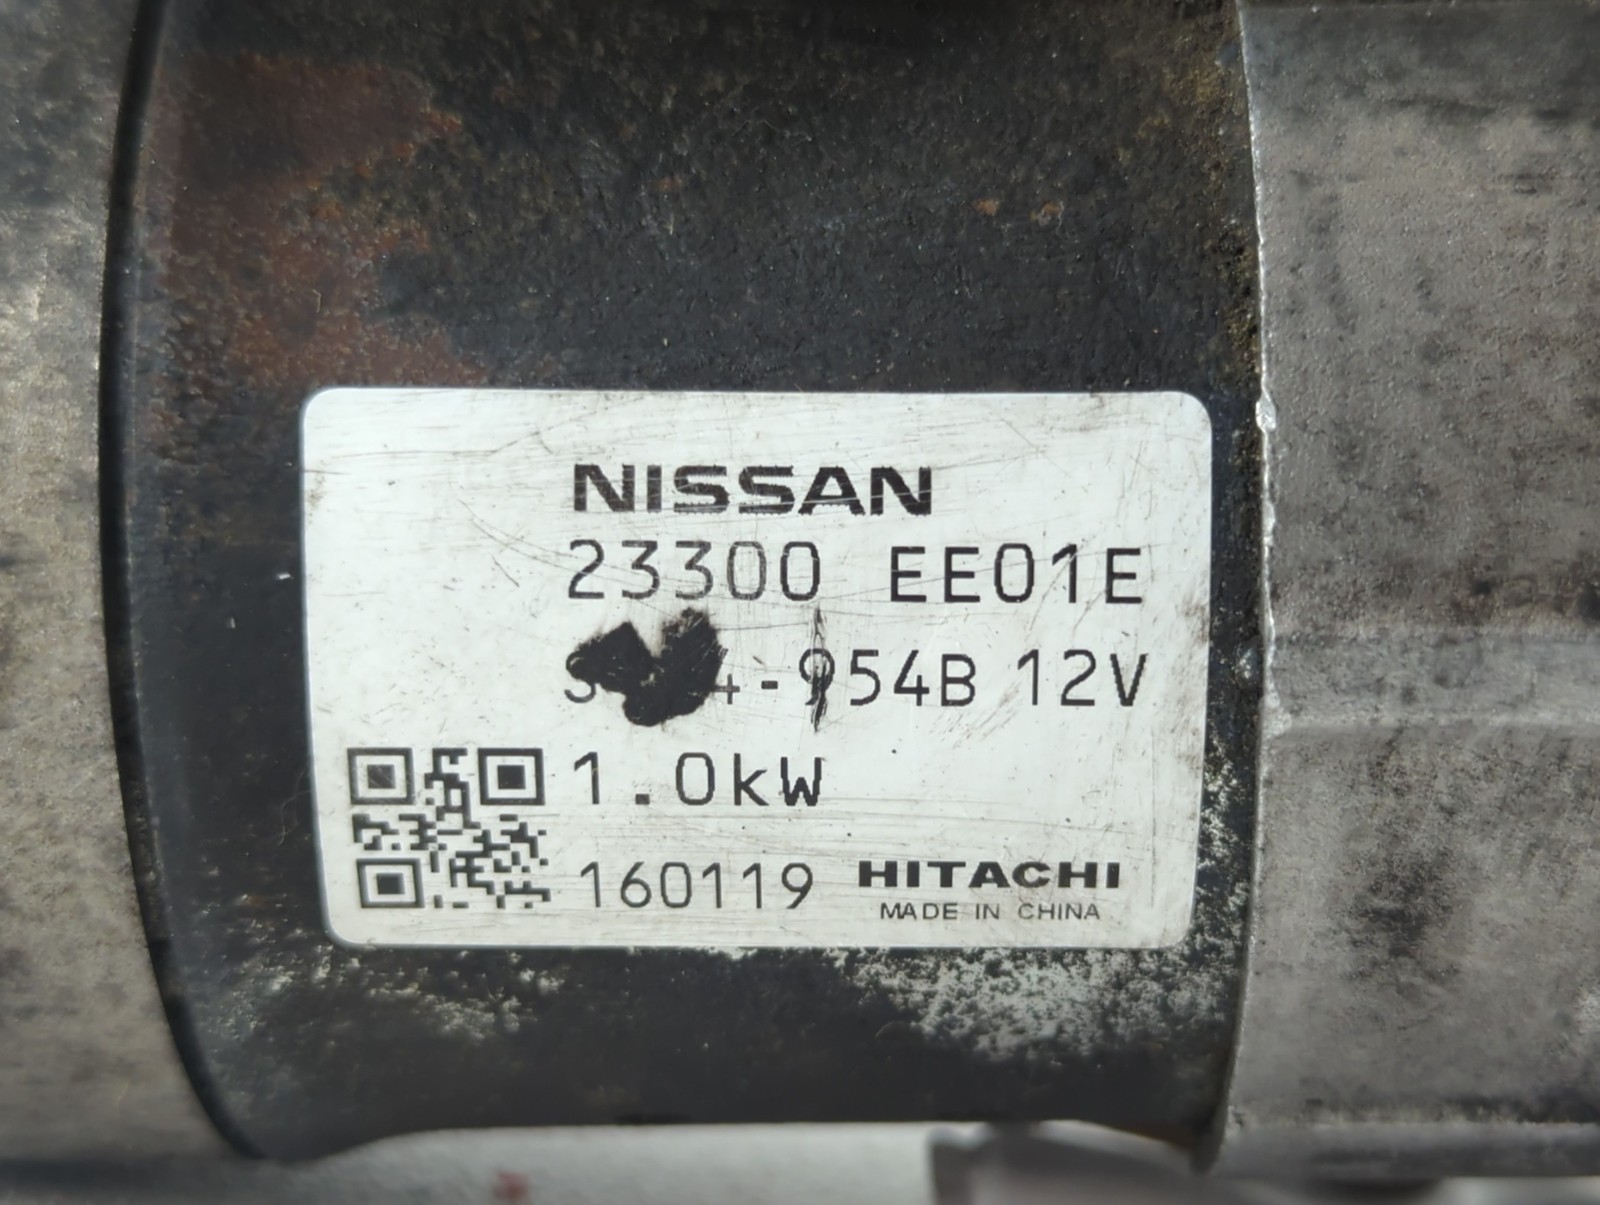 NISSAN
23300 EE01E
-954B 12V
1.0kW
160119 HITACHI
MADE IN CHINA